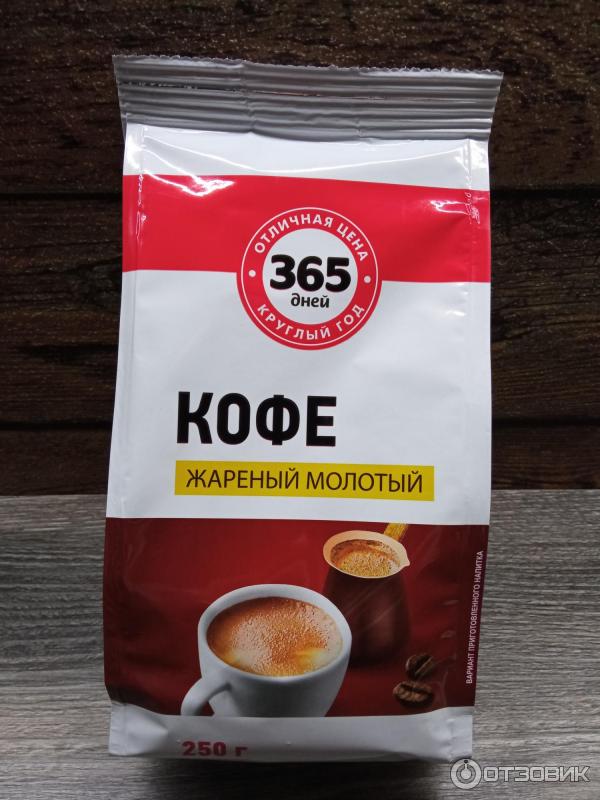 ОТЛИЧНАЯ ЦЕНА
365
дней
КРУГЛЫЙ ГОД
КОФЕ
ЖАРЕНЫЙ МОЛОТЫЙ
ВАРИАНТ ПРИГОТОВЛЕННОГО НАПИТКА
250 г
ОТЗОВИК